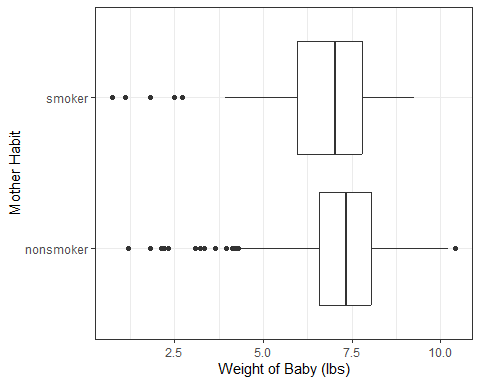 Mother Habit
smoker
nonsmoker
2.5 5.0 7.5 10.0
Weight of Baby (lbs)